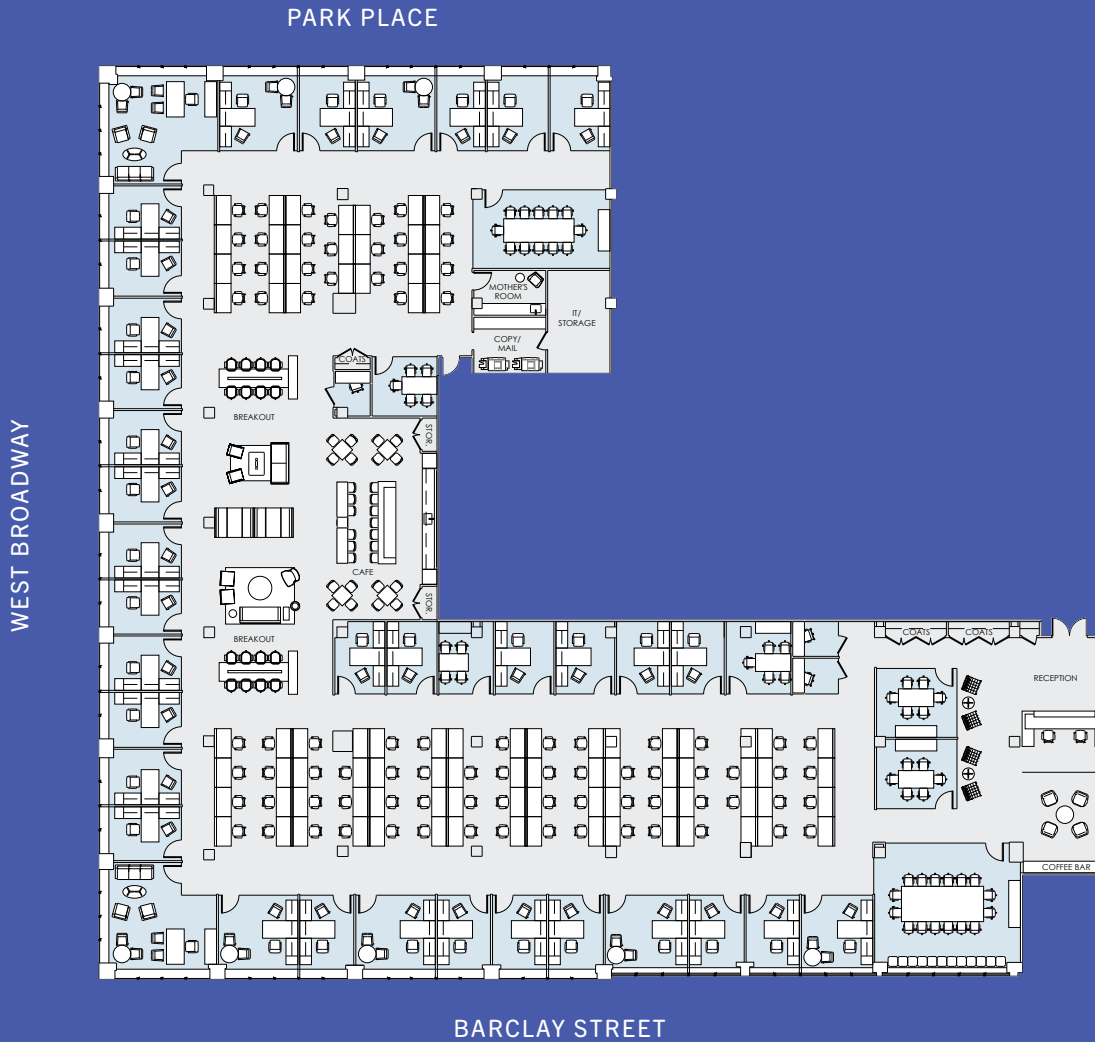 PARK PLACE
MOTHER'S
ROOM
IT/
STORAGE
COPY/
MAIL
COATS
BREAKOUT
STOR.
WEST BROADWAY
CAFE
STOR.
BREAKOUT
COATS
COATS
RECEPTION
COFFEE BAR
BARCLAY STREET